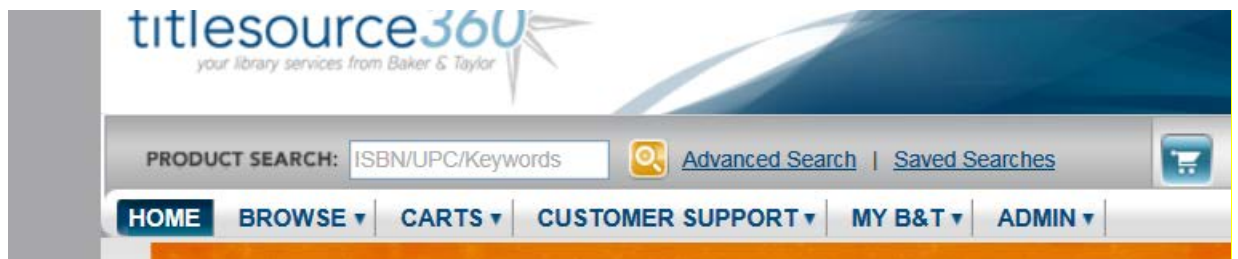 titlesource360
your library services from Baker & Taylor
PRODUCT SEARCH: ISBN/UPC/Keywords Advanced Search | Saved Searches
HOME BROWSE ▾ CARTS ▾ CUSTOMER SUPPORT ▾ MY B&T ▾ ADMIN ▾